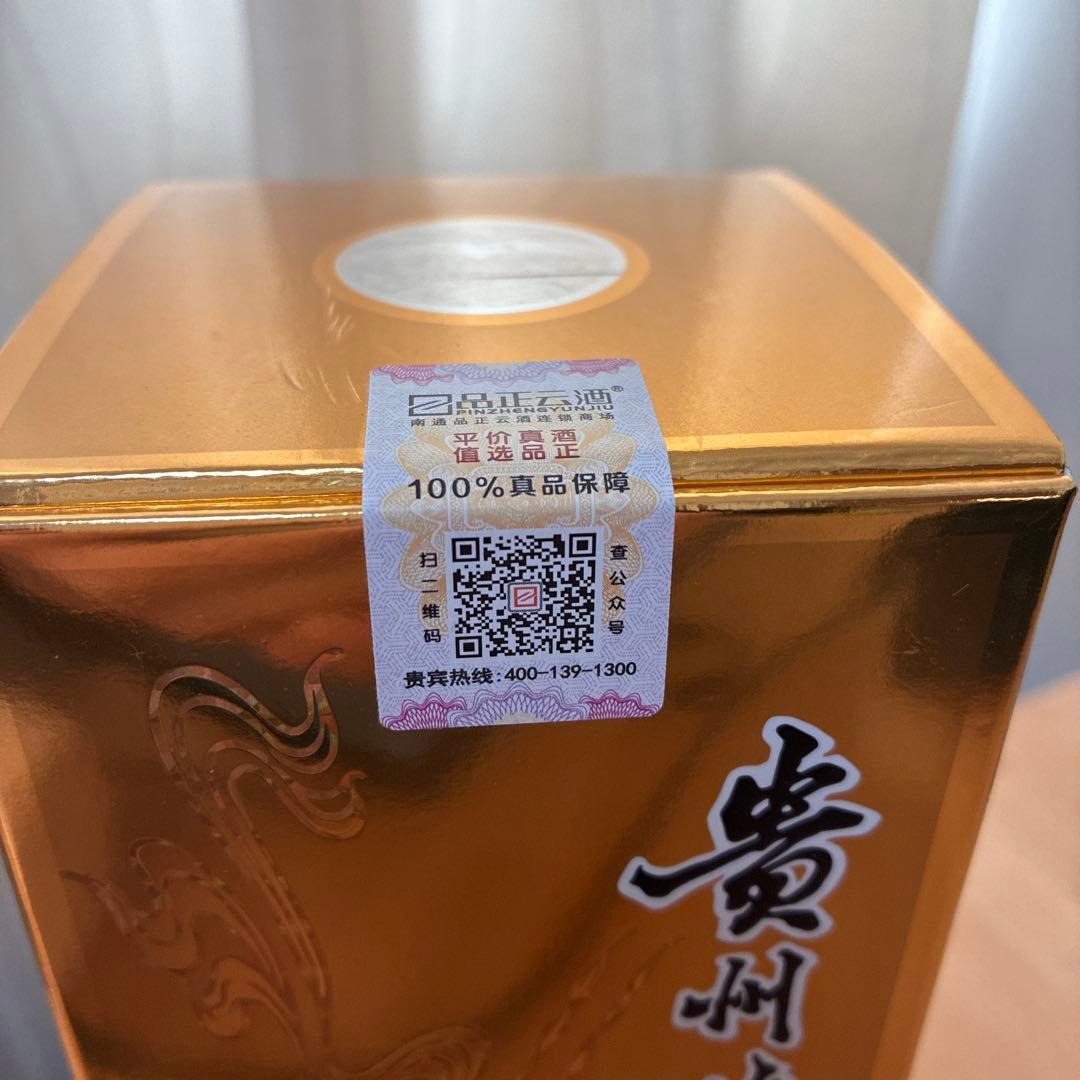 品正云酒®
PINZHENGYUNJIU
南通品正云酒连锁商场
平价真酒
值选品正
100%真品保障
扫二维码
查公众号
贵宾热线:400-139-1300
贵州